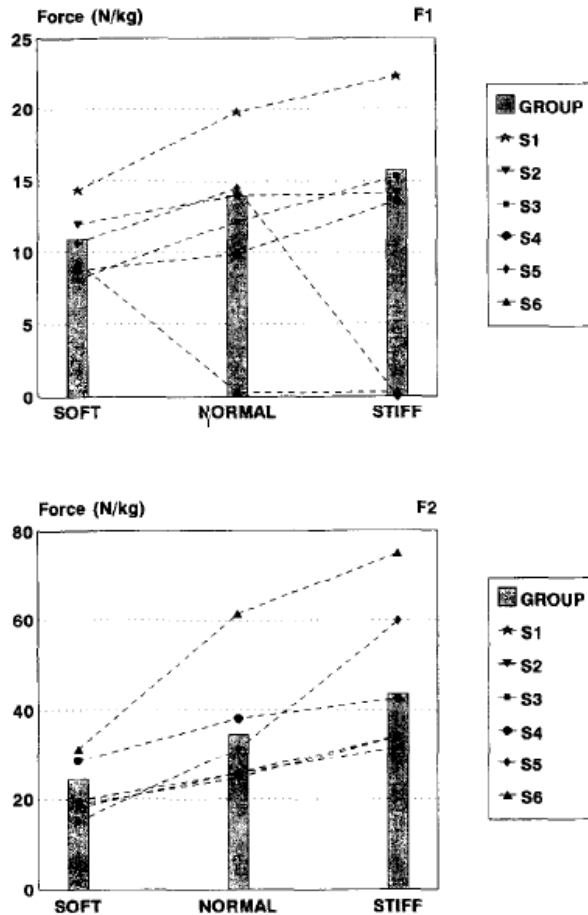 Force (N/kg) F1
25
20
15
10
5
0
SOFT NORMAL STIFF
GROUP
S1
S2
S3
S4
S5
S6
Force (N/kg) F2
80
60
40
20
0
SOFT NORMAL STIFF
GROUP
S1
S2
S3
S4
S5
S6